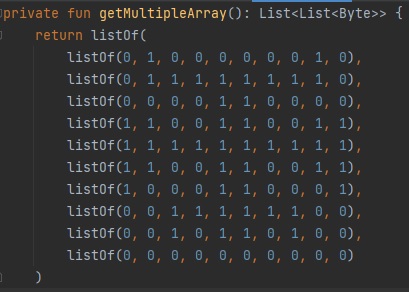 private fun getMultipleArray(): List<List<Byte>> {
return listOf(
listOf(0, 1, 0, 0, 0, 0, 0, 0, 1, 0),
listOf(0, 1, 1, 1, 1, 1, 1, 1, 1, 0),
listOf(0, 0, 0, 0, 1, 1, 0, 0, 0, 0),
listOf(1, 1, 0, 0, 1, 1, 0, 0, 1, 1),
listOf(1, 1, 1, 1, 1, 1, 1, 1, 1, 1),
listOf(1, 1, 0, 0, 1, 1, 0, 0, 1, 1),
listOf(1, 0, 0, 0, 1, 1, 0, 0, 0, 1),
listOf(0, 0, 1, 1, 1, 1, 1, 1, 0, 0),
listOf(0, 0, 1, 0, 1, 1, 0, 1, 0, 0),
listOf(0, 0, 0, 0, 0, 0, 0, 0, 0, 0)
)